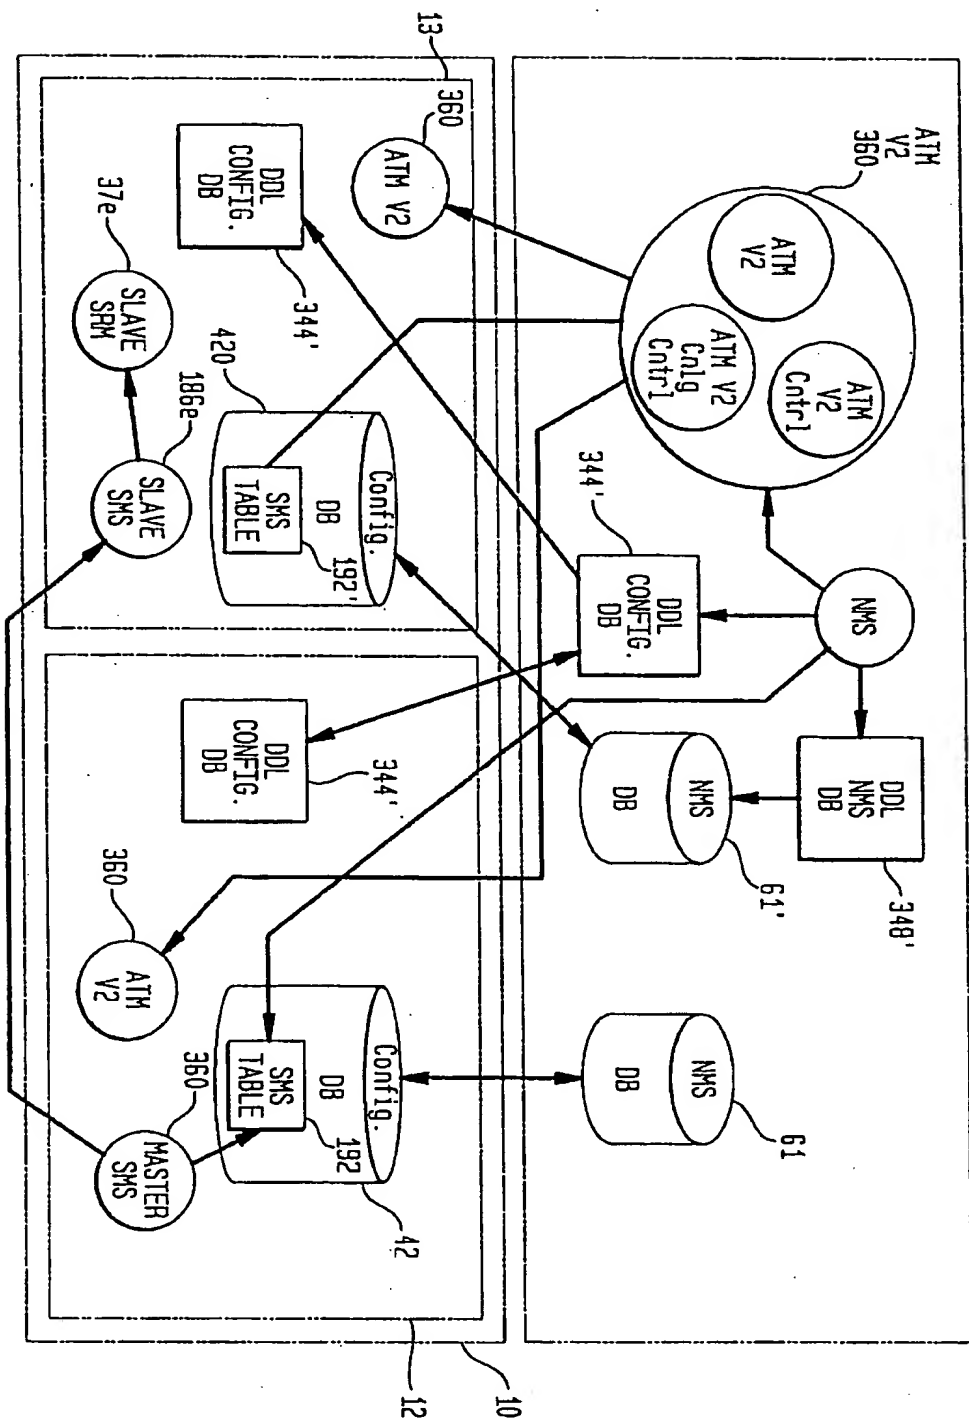 ATM
V2
360
ATM
V2
ATM
V2
Cntrl
ATM V2
Cnlg
Cntrl
NMS
DDL
NMS
DB
348'
344'
DDL
CONFIG.
DB
NMS
DB
61'
NMS
DB
61
13
360
ATM V2
DDL
CONFIG.
DB
344'
37e
SLAVE
SRM
186e
SLAVE
SMS
420
Config.
DB
SMS
TABLE
192'
DDL
CONFIG.
DB
344'
360
ATM
V2
Config.
DB
SMS
TABLE
192
42
360
MASTER
SMS
12
10